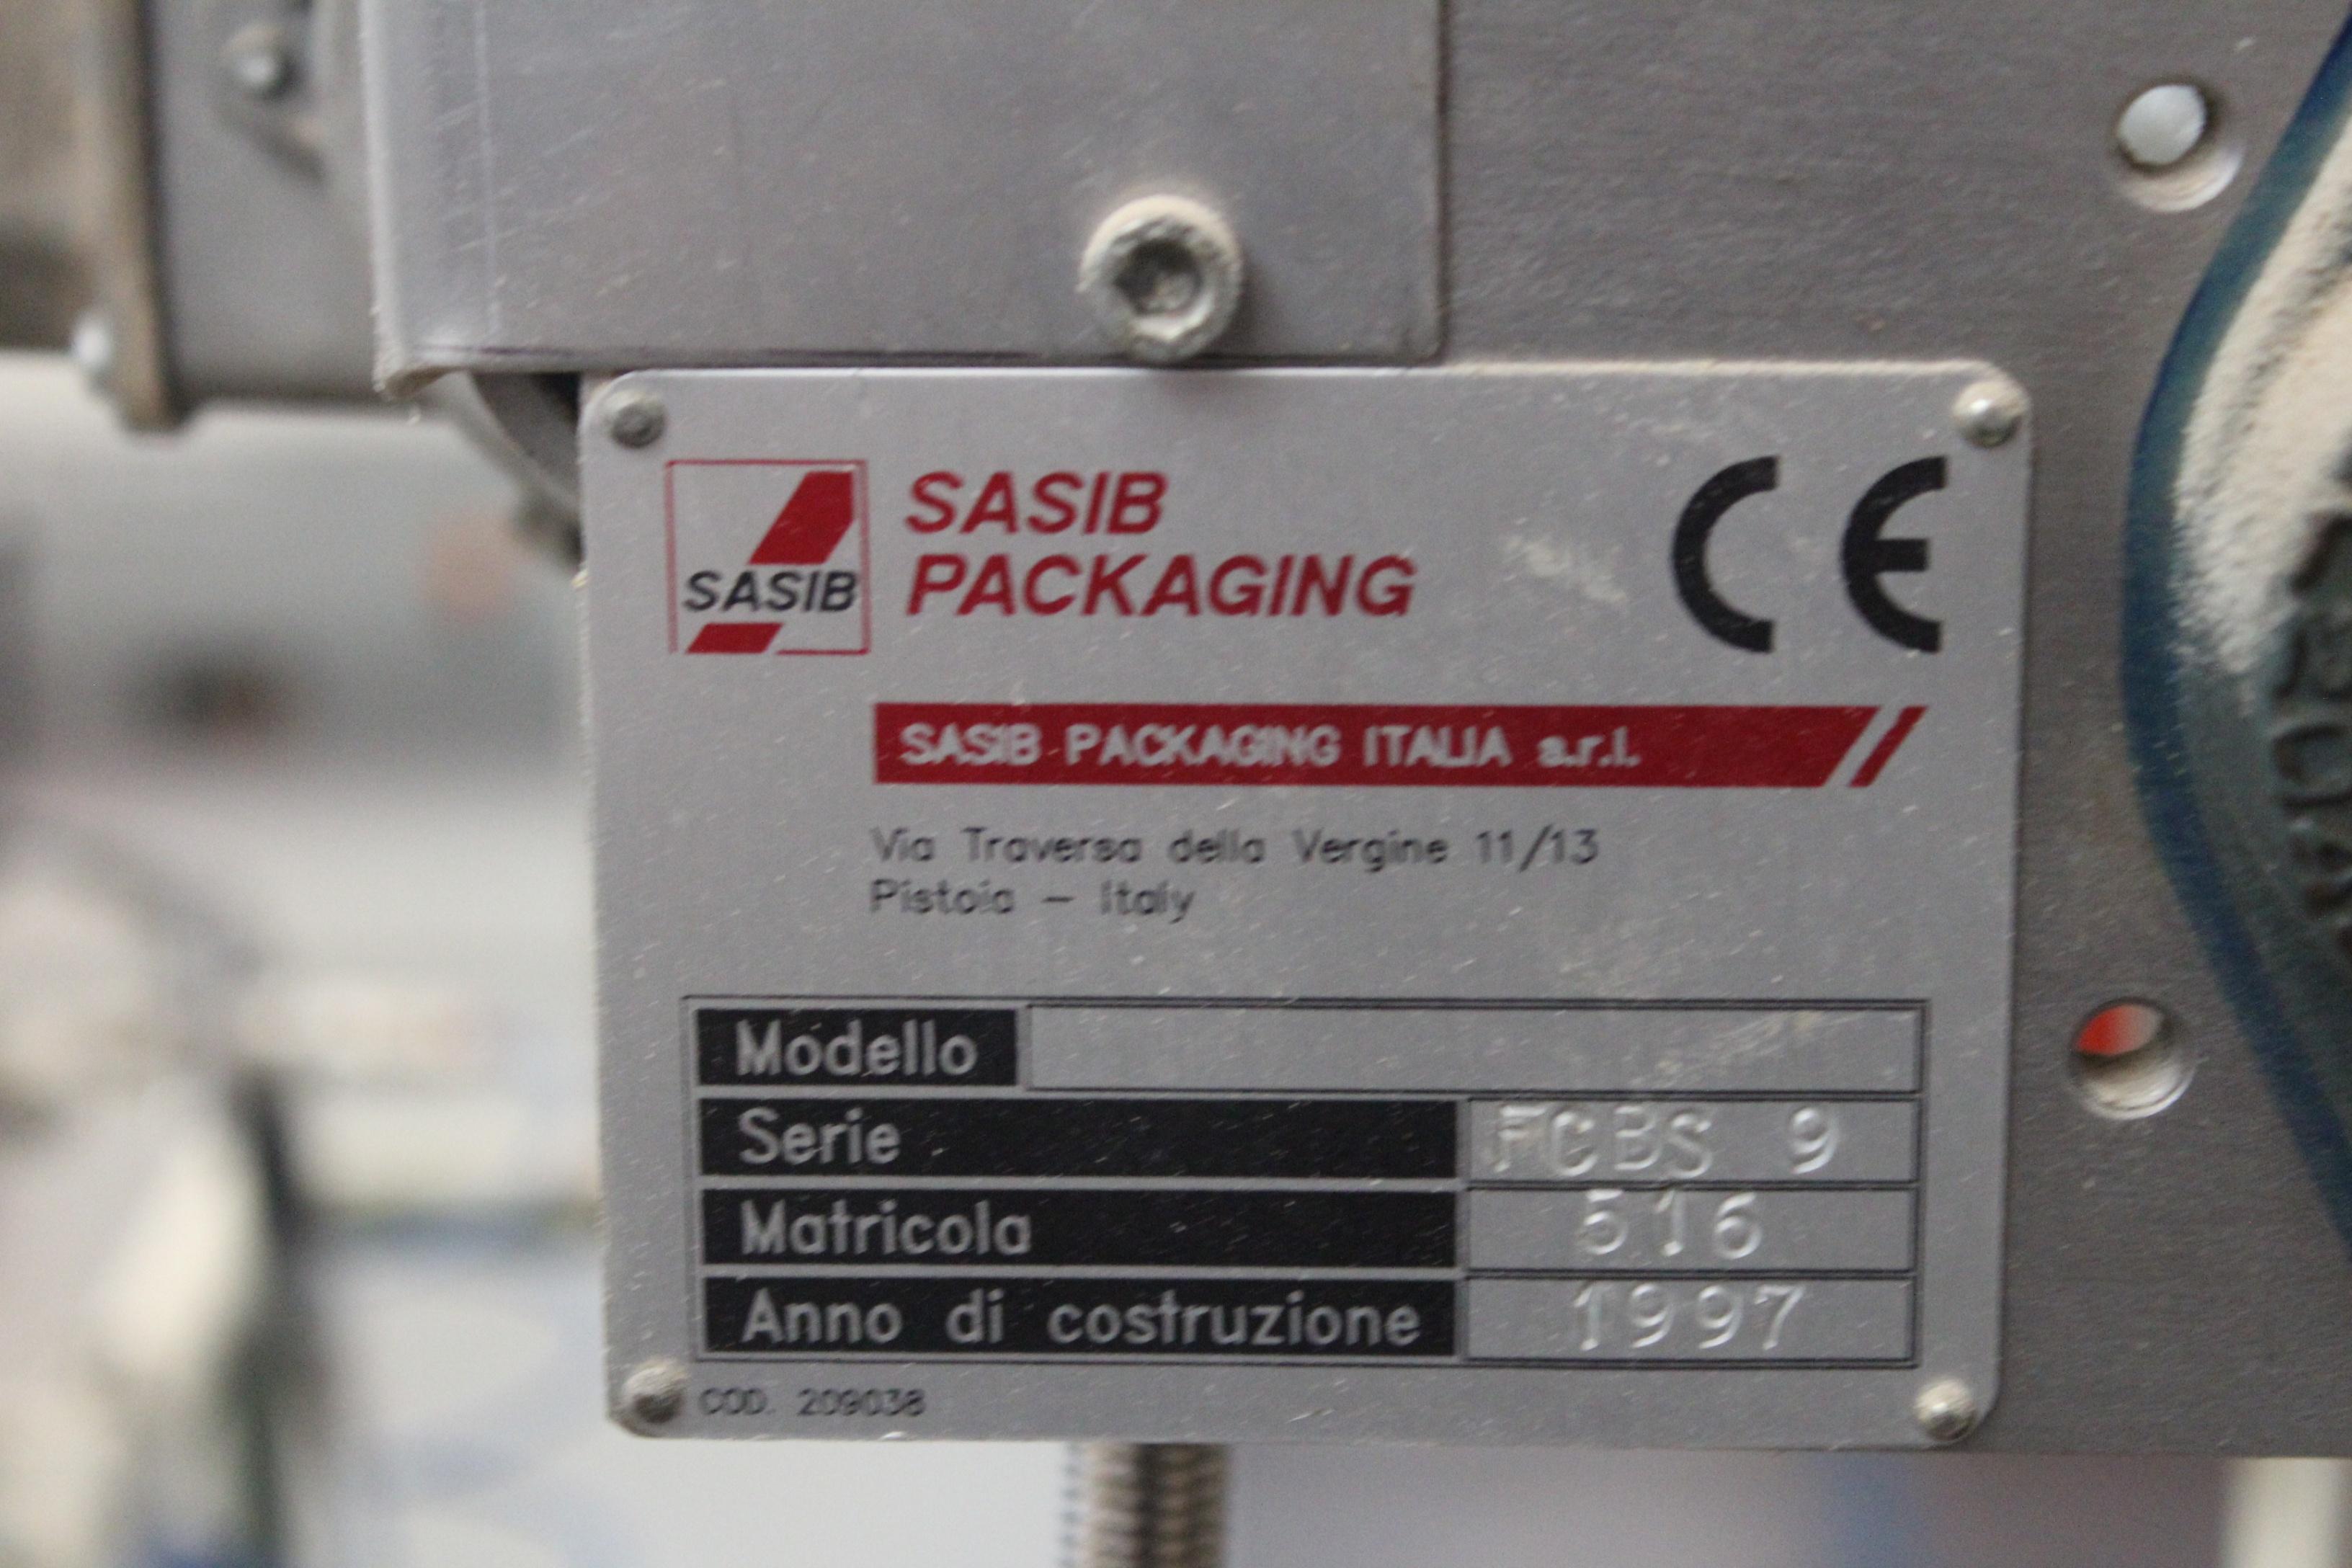 SASIB
SASIB
PACKAGING
CE
SASIB PACKAGING ITALIA s.r.l.
Via Traversa della Vergine 11/13
Pistoia - Italy
Modello
Serie FCBS 9
Matricola 516
Anno di costruzione 1997
COD. 209038